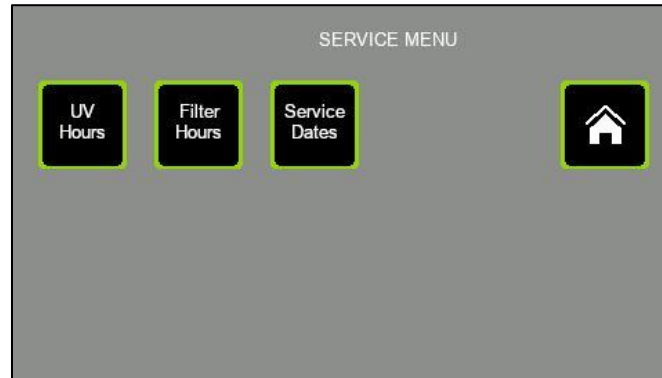 SERVICE MENU
UV
Hours
Filter
Hours
Service
Dates